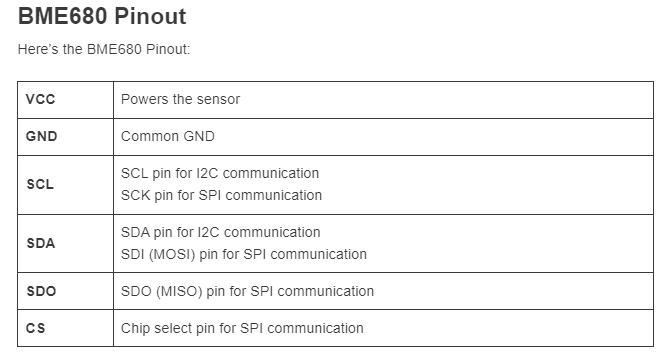 BME680 Pinout
Here’s the BME680 Pinout:
VCC
Powers the sensor
GND
Common GND
SCL
SCL pin for I2C communication
SCK pin for SPI communication
SDA
SDA pin for I2C communication
SDI (MOSI) pin for SPI communication
SDO
SDO (MISO) pin for SPI communication
CS
Chip select pin for SPI communication